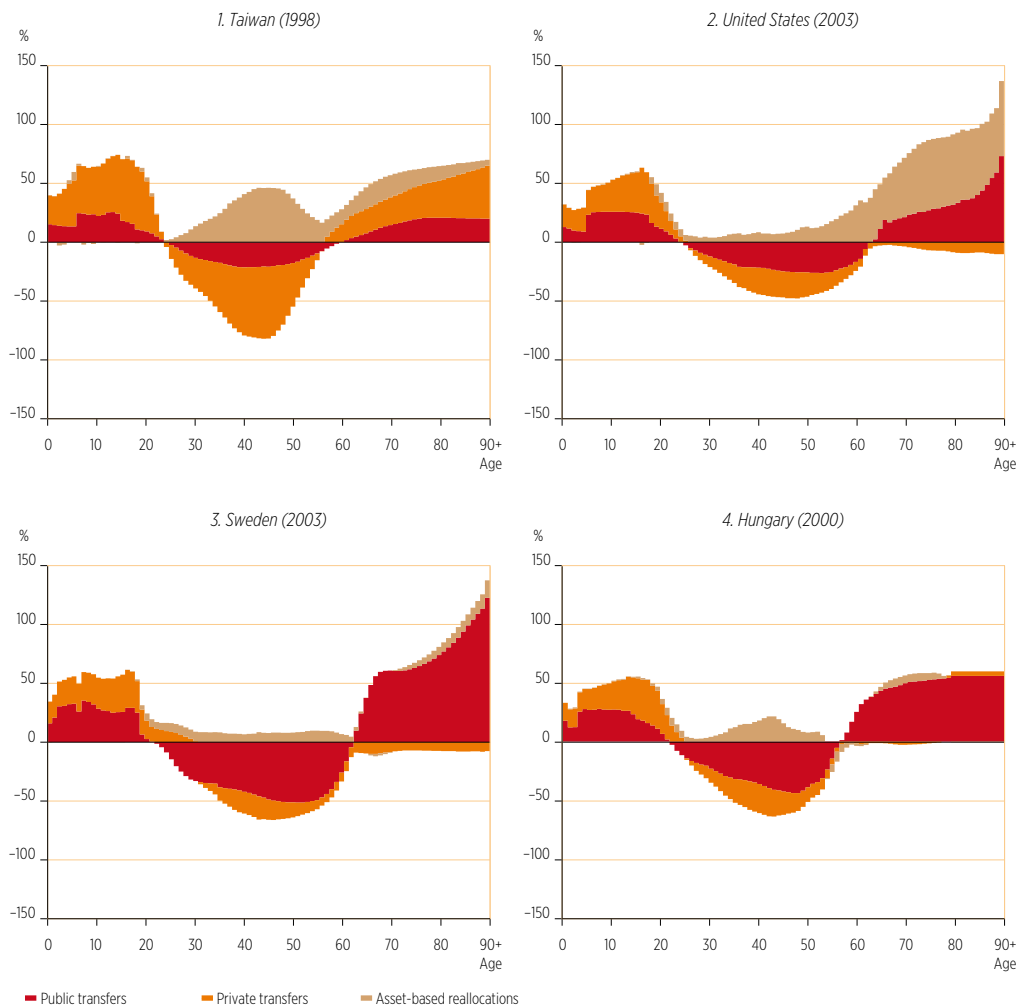 1. Taiwan (1998)
%
150
100
50
0
–50
–100
–150
0 10 20 30 40 50 60 70 80 90+
Age
2. United States (2003)
%
150
100
50
0
–50
–100
–150
0 10 20 30 40 50 60 70 80 90+
Age
3. Sweden (2003)
%
150
100
50
0
–50
–100
–150
0 10 20 30 40 50 60 70 80 90+
Age
4. Hungary (2000)
%
150
100
50
0
–50
–100
–150
0 10 20 30 40 50 60 70 80 90+
Age
Public transfers Private transfers Asset-based reallocations